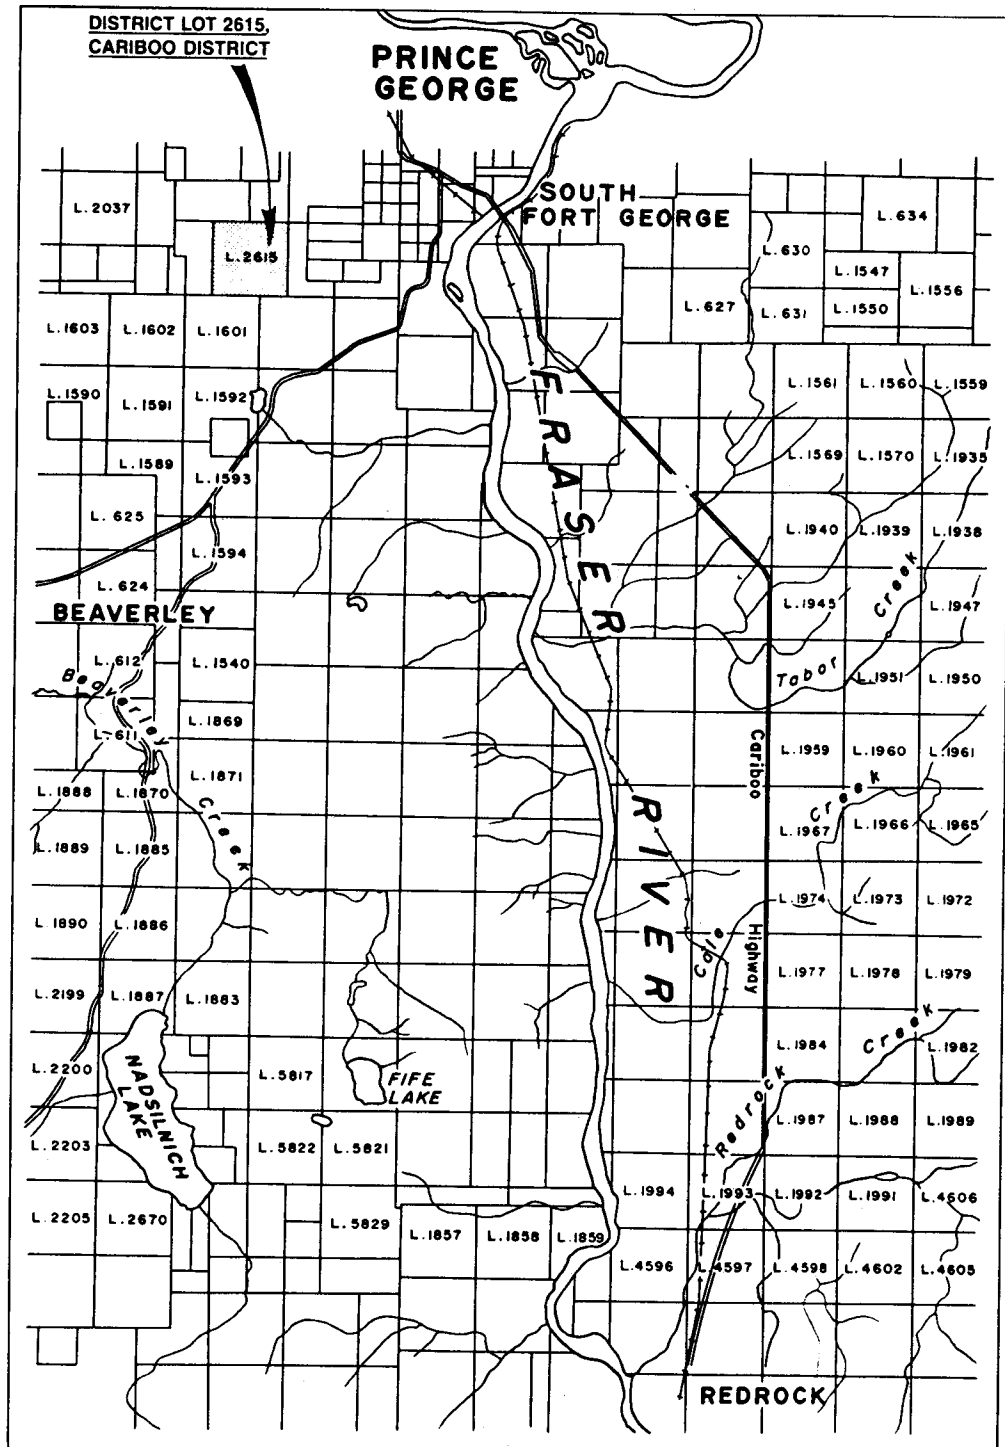 DISTRICT LOT 2615,
CARIBOO DISTRICT
PRINCE
GEORGE
SOUTH
FORT GEORGE
L.2037
L.634
L.2615
L.630
L.1547
L.1556
L.627
L.631
L.1550
L.1603
L.1602
L.1601
L.1561
L.1560
L.1559
L.1590
L.1591
L.1592
FRASER
L.1589
L.1593
L.1569
L.1570
L.1935
L.625
L.1594
L.1940
L.1939
L.1938
L.624
BEAVERLEY
L.1945
Creek
L.1947
L.612
L.1540
Tabor
L.1951
L.1950
Beaverley
L.611
L.1869
Cariboo
L.1959
L.1960
L.1961
L.1888
L.1870
L.1871
Creek
RIVER
Creek
L.1967
L.1966
L.1965
L.1889
L.1885
L.1974
L.1973
L.1972
L.1890
L.1886
Cale
Highway
L.1977
L.1978
L.1979
L.2199
L.1887
L.1883
L.1984
Creek
L.1982
L.2200
NADSILNICH
LAKE
L.5817
FIFE
LAKE
Redrock
L.1987
L.1988
L.1989
L.2203
L.5822
L.5821
L.1994
L.1993
L.1992
L.1991
L.4606
L.2205
L.2670
L.5829
L.1857
L.1858
L.1859
L.4596
L.4597
L.4598
L.4602
L.4605
REDROCK